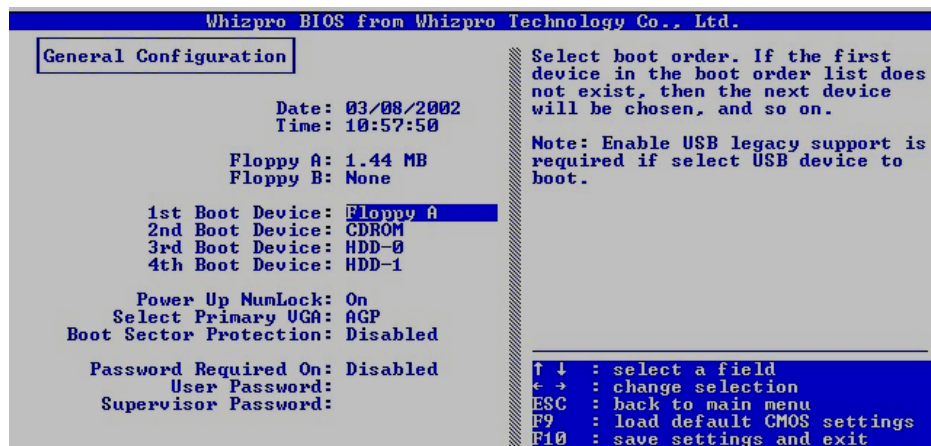 Whizpro BIOS from Whizpro Technology Co., Ltd.
General Configuration
Date: 03/08/2002
Time: 10:57:50
Floppy A: 1.44 MB
Floppy B: None
1st Boot Device: Floppy A
2nd Boot Device: CDROM
3rd Boot Device: HDD-0
4th Boot Device: HDD-1
Power Up NumLock: On
Select Primary VGA: AGP
Boot Sector Protection: Disabled
Password Required On: Disabled
User Password:
Supervisor Password:
Select boot order. If the first
device in the boot order list does
not exist, then the next device
will be chosen, and so on.
Note: Enable USB legacy support is
required if select USB device to
boot.
↑ ↓ : select a field
← → : change selection
ESC : back to main menu
F9 : load default CMOS settings
F10 : save settings and exit